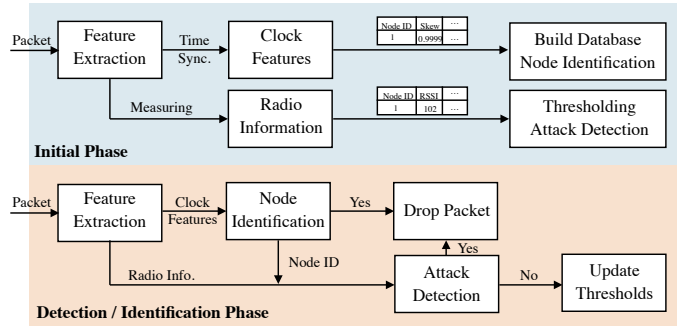 Packet
Feature
Extraction
Time
Sync.
Clock
Features
Node ID Skew ...
1 0.9999 ...
Build Database
Node Identification
Measuring
Radio
Information
Node ID RSSI ...
1 102 ...
Thresholding
Attack Detection
Initial Phase
Packet
Feature
Extraction
Clock
Features
Node
Identification
Yes
Drop Packet
Node ID
Yes
Radio Info.
Attack
Detection
No
Update
Thresholds
Detection / Identification Phase